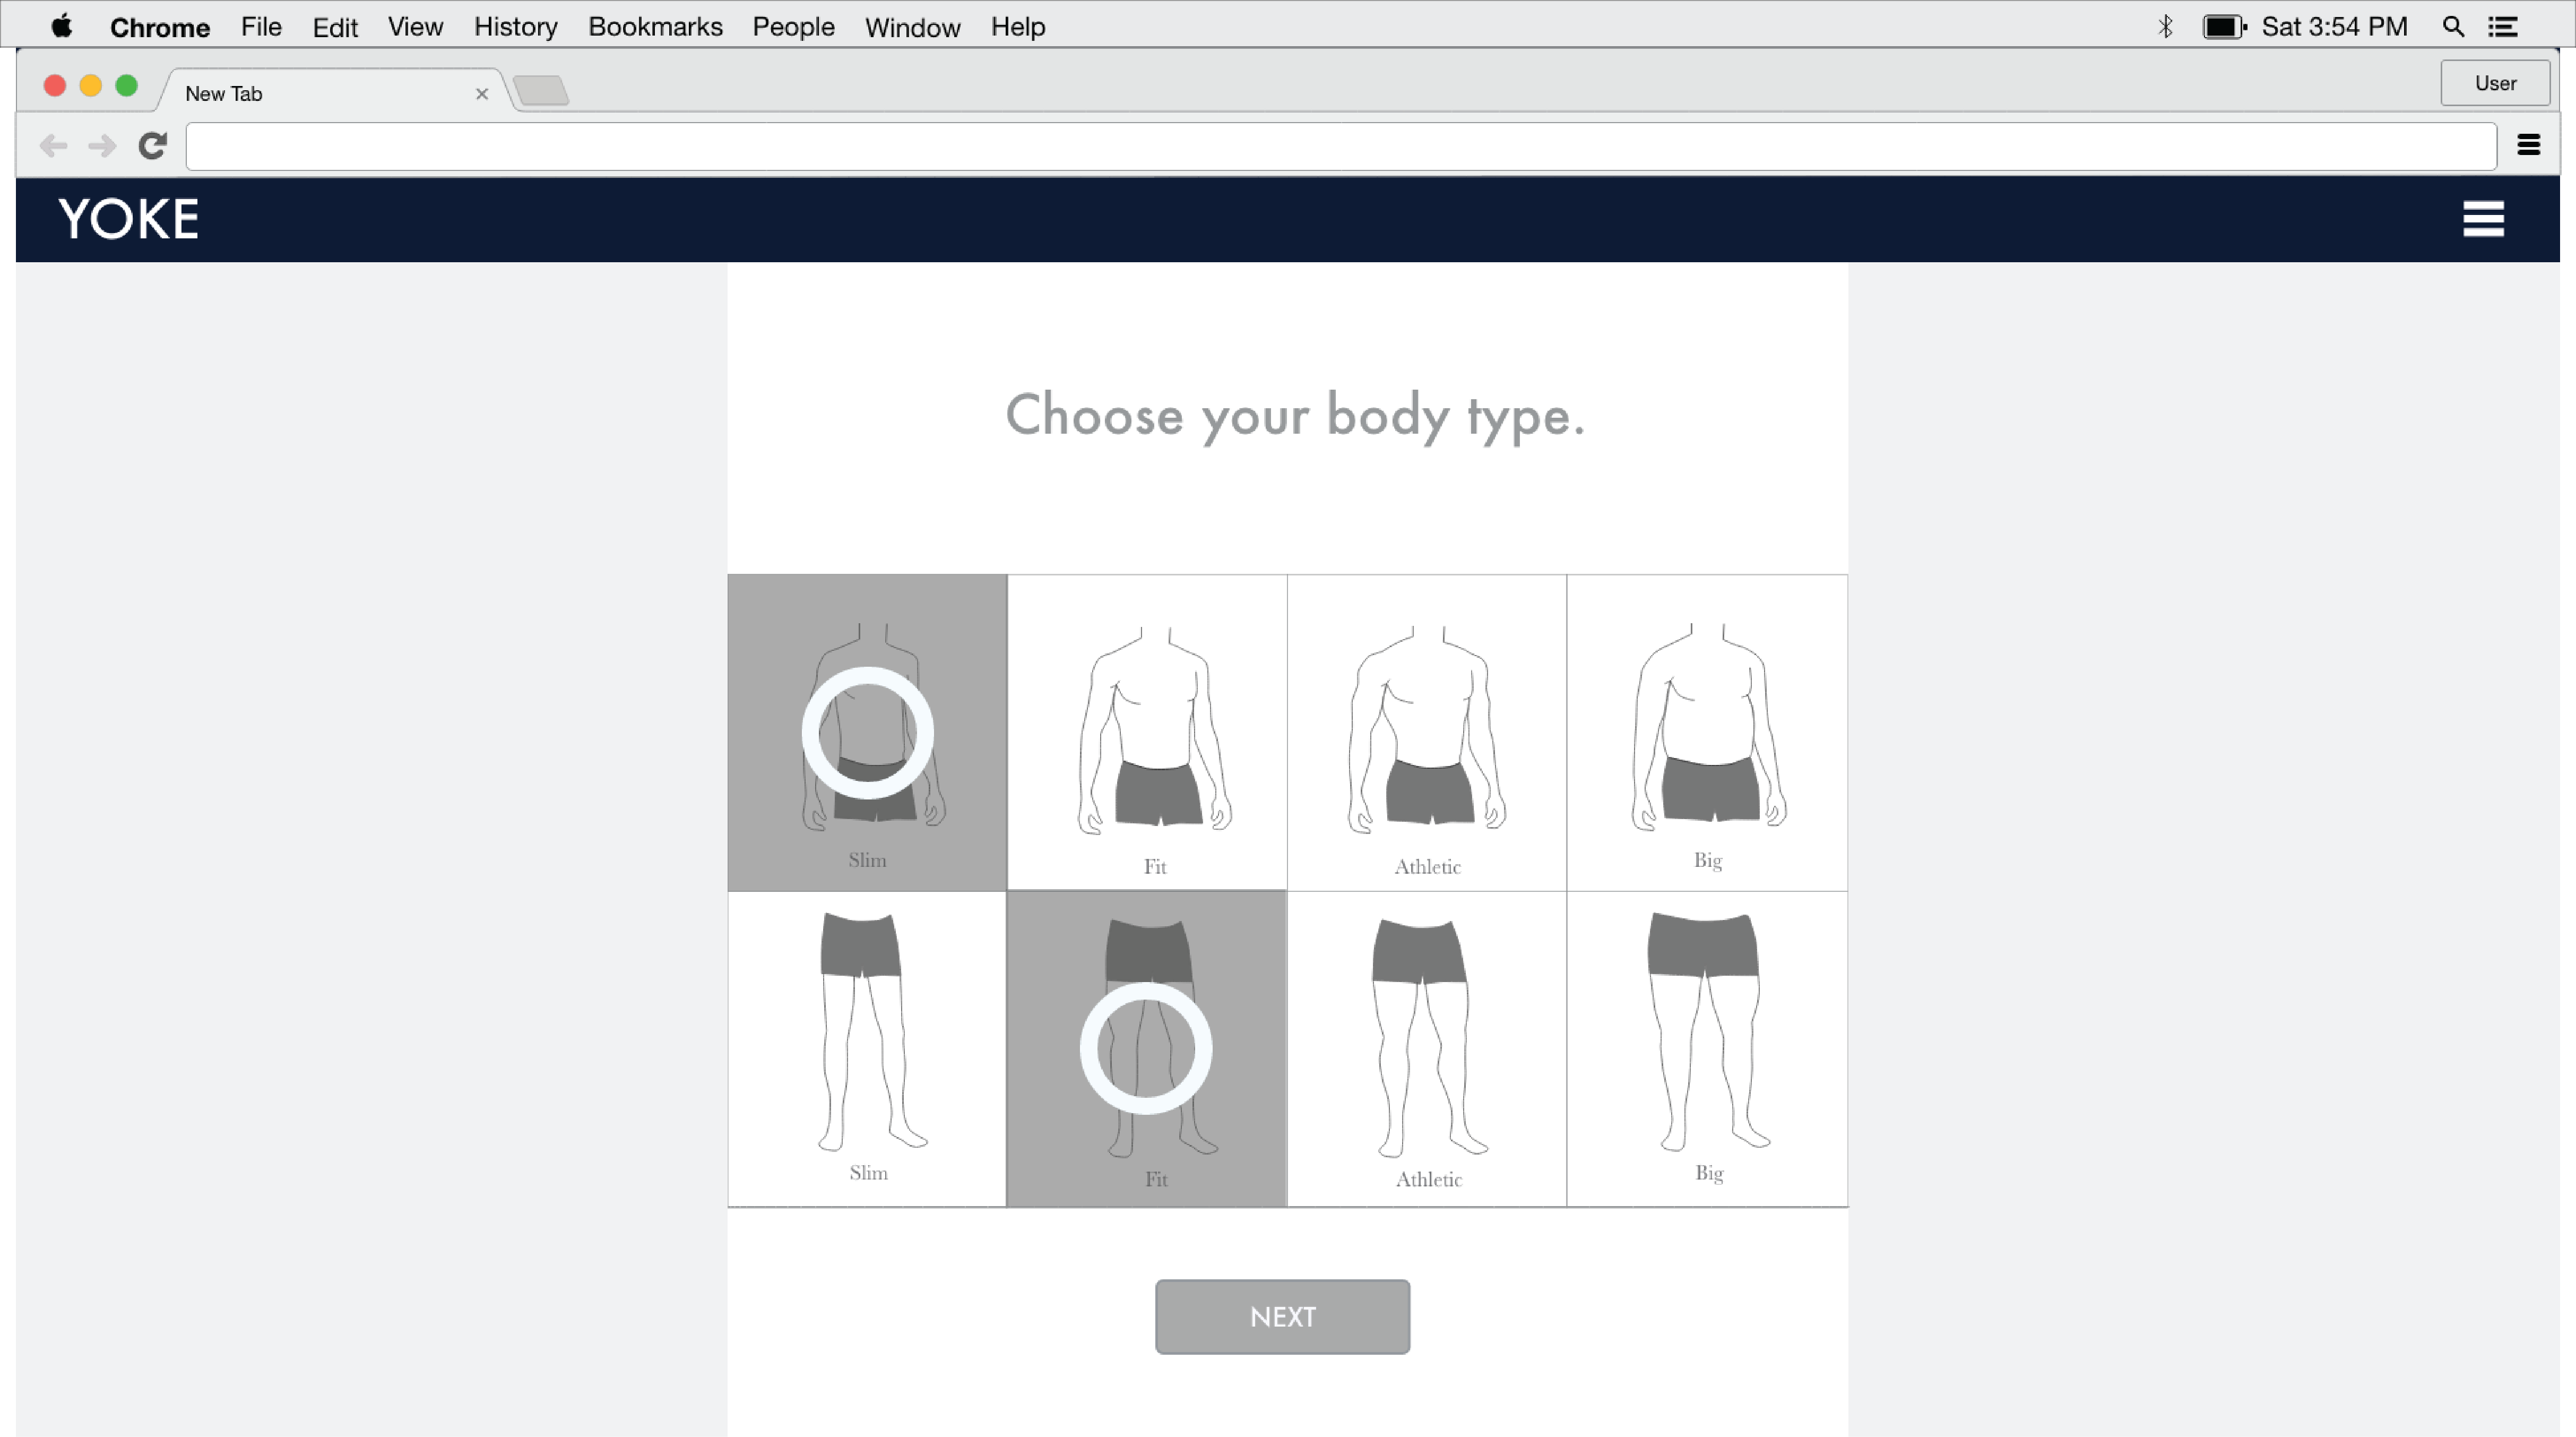 Chrome File Edit View History Bookmarks People Window Help Sat 3:54 PM
New Tab User
YOKE
Choose your body type.
Slim Fit Athletic Big
Slim Fit Athletic Big
NEXT